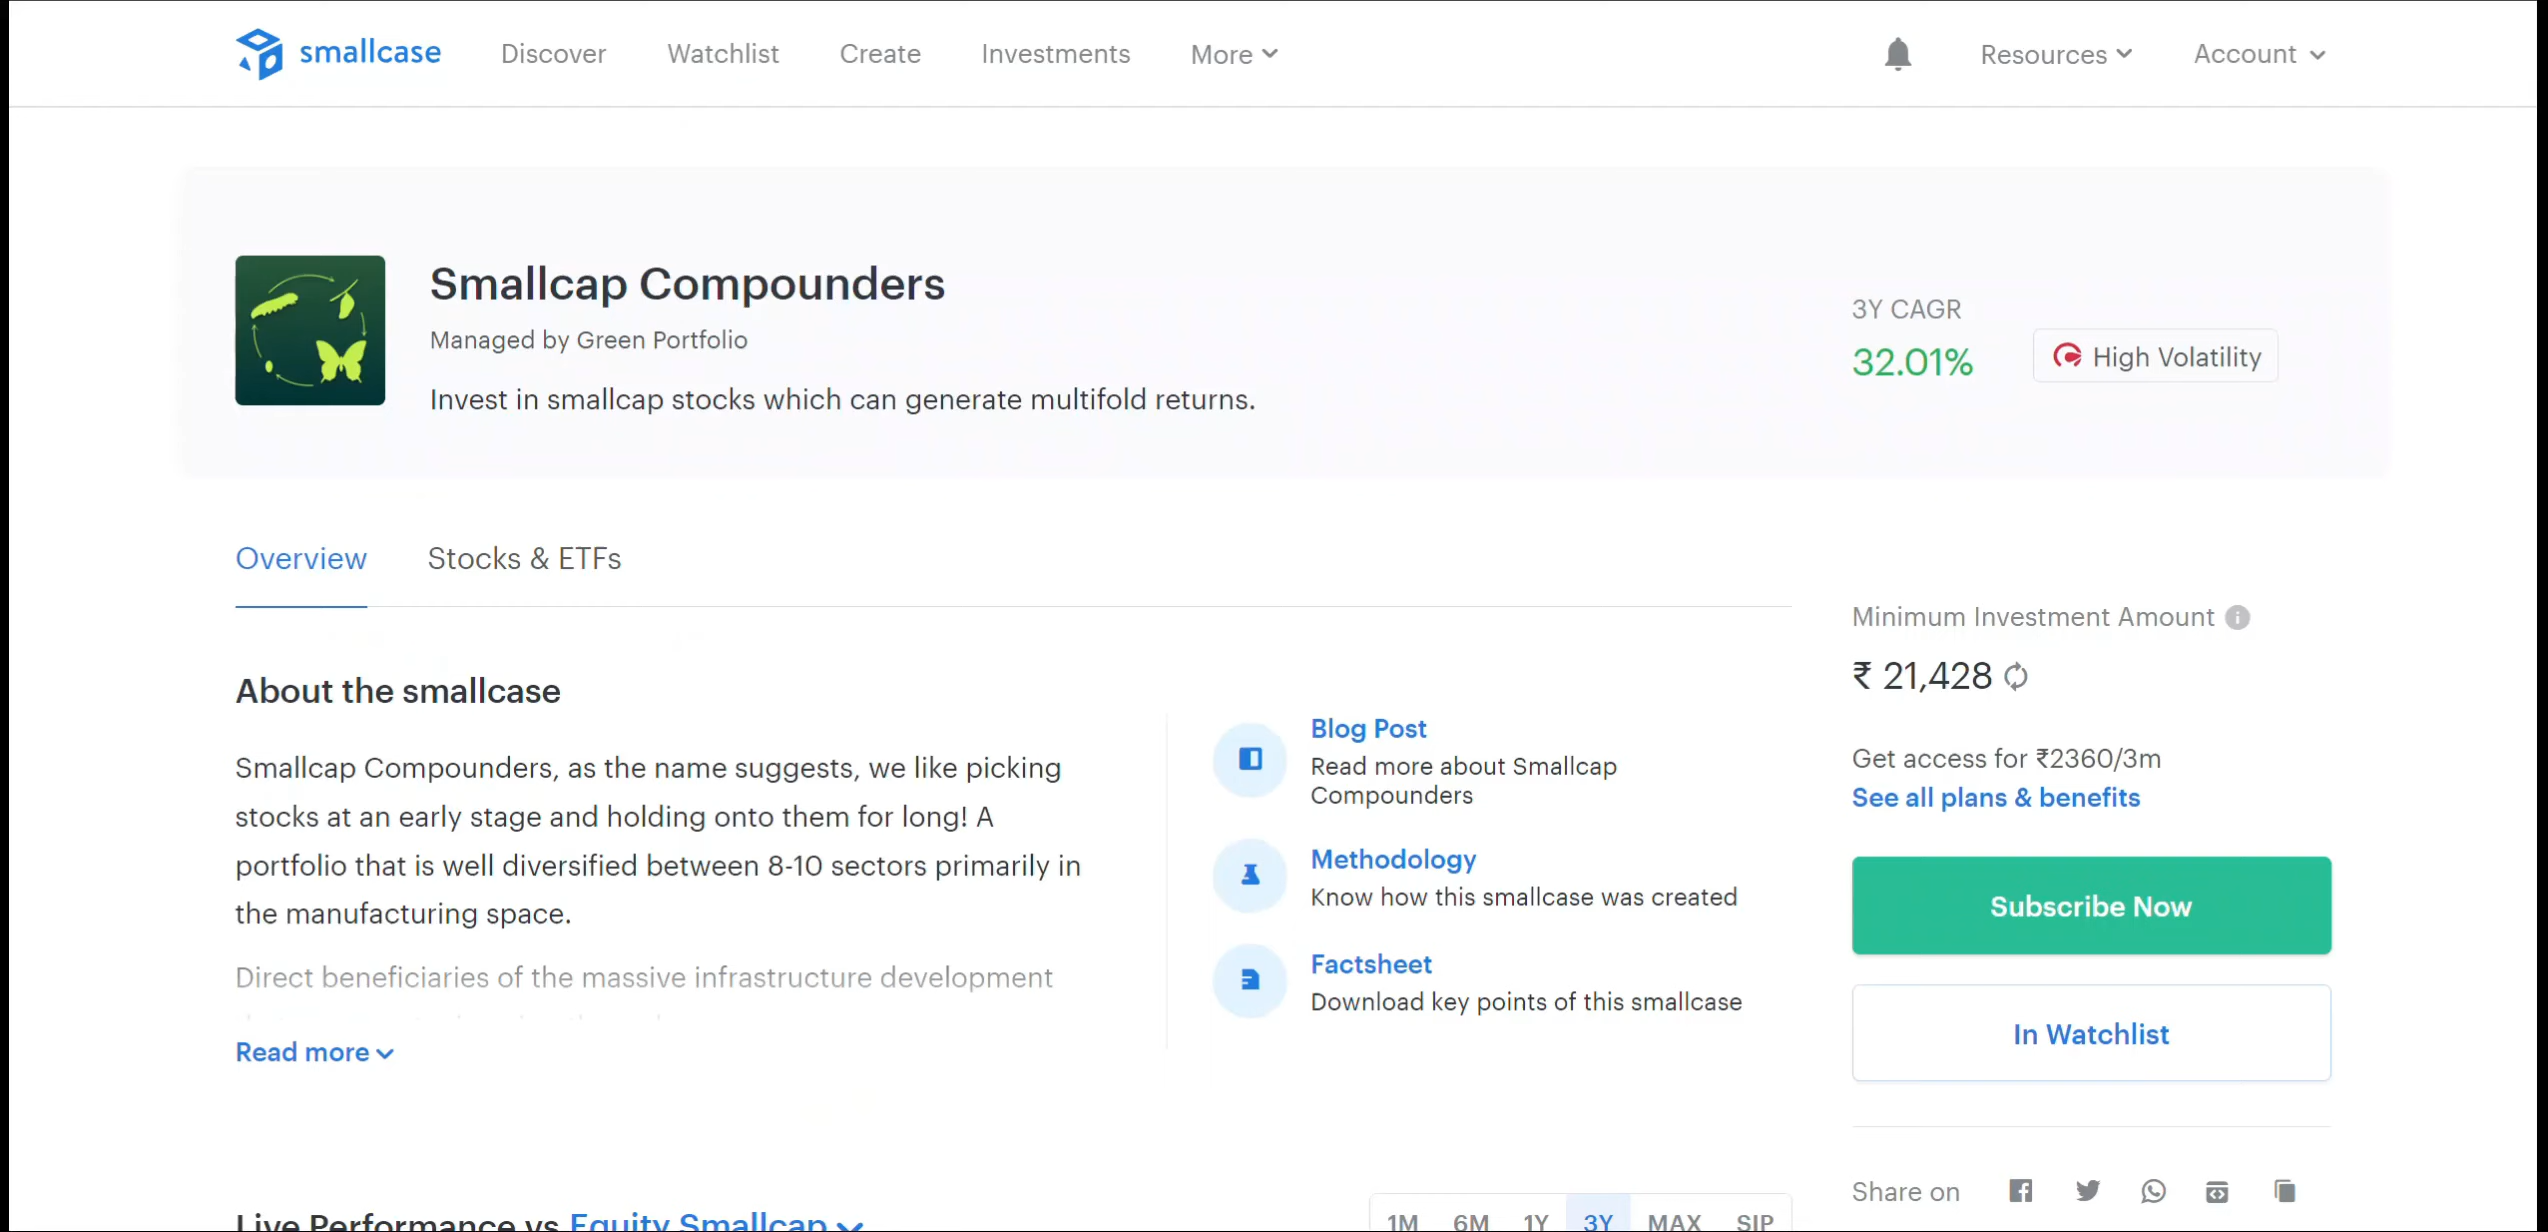 smallcase Discover Watchlist Create Investments More Resources Account
Smallcap Compounders
Managed by Green Portfolio
Invest in smallcap stocks which can generate multifold returns.
3Y CAGR
32.01%
High Volatility
Overview Stocks & ETFs
About the smallcase
Smallcap Compounders, as the name suggests, we like picking
stocks at an early stage and holding onto them for long! A
portfolio that is well diversified between 8-10 sectors primarily in
the manufacturing space.
Direct beneficiaries of the massive infrastructure development
Read more
Blog Post
Read more about Smallcap
Compounders
Methodology
Know how this smallcase was created
Factsheet
Download key points of this smallcase
Minimum Investment Amount
₹ 21,428
Get access for ₹2360/3m
See all plans & benefits
Subscribe Now
In Watchlist
Share on
Live Performance vs Equity Smallcap
1M 6M 1Y 3Y MAX SIP